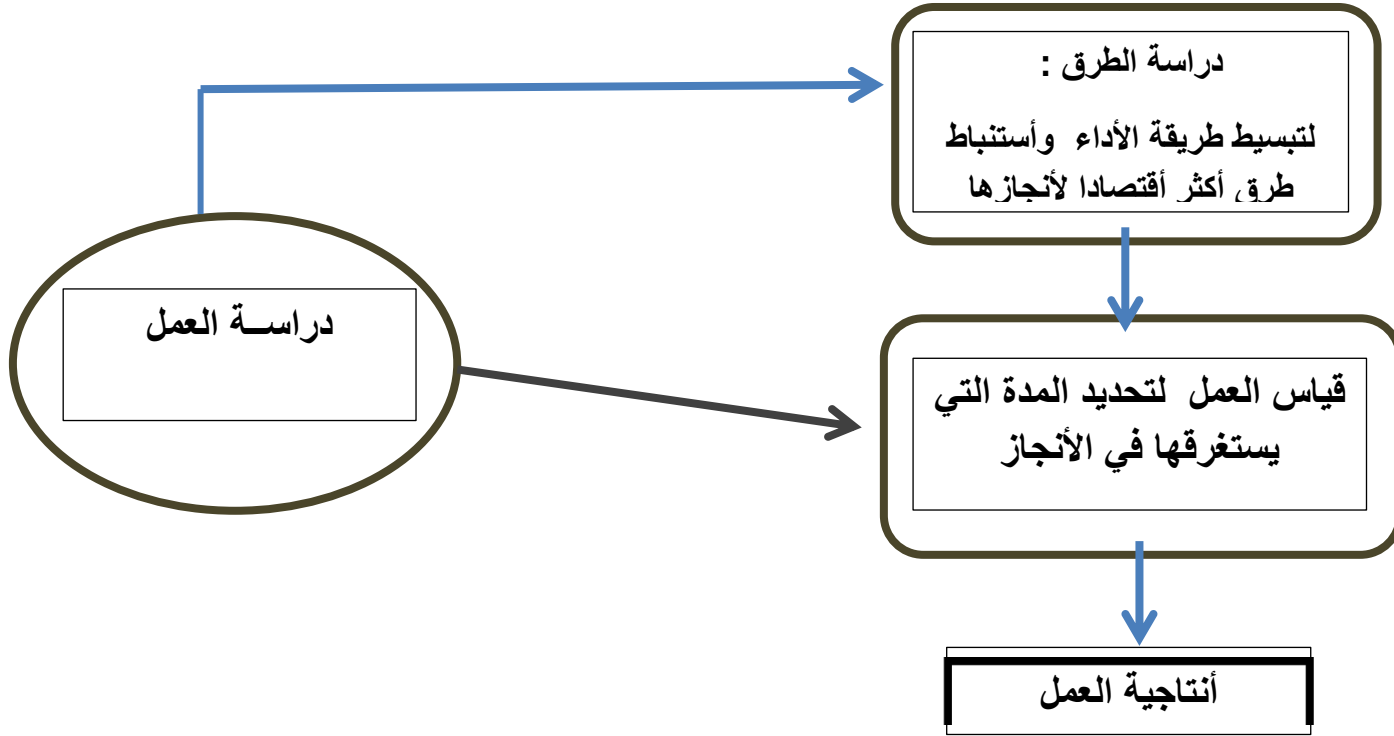 دراسة الطرق :
لتبسيط طريقة الأداء وأستنباط
طرق أكثر أقتصادا لأنجازها
دراســة العمل
قياس العمل لتحديد المدة التي
يستغرقها في الأنجاز
أنتاجية العمل